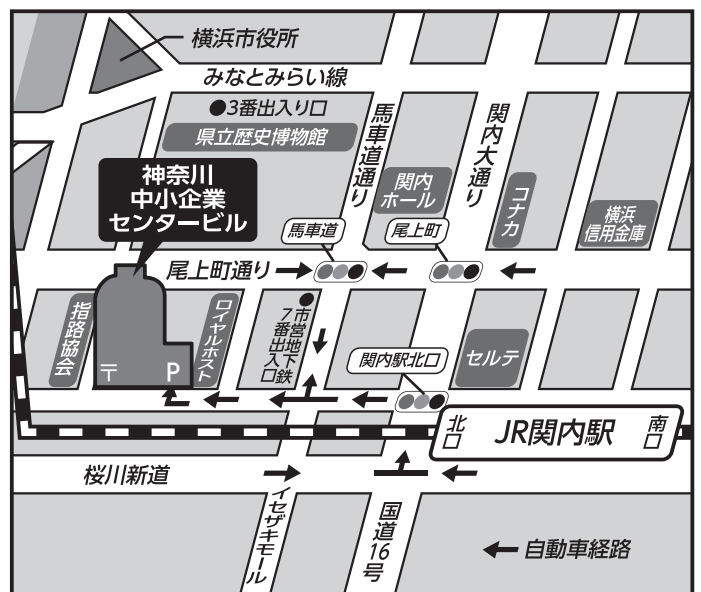 横浜市役所
みなとみらい線
●3番出入り口
県立歴史博物館
馬車道通り
関内大通り
神奈川
中小企業
センタービル
関内
ホール
コナカ
横浜
信用金庫
馬車道
尾上町
尾上町通り
指路協会
〒
P
ロイヤルホスト
市営地下鉄
7番出入口
関内駅北口
セルテ
北口
JR関内駅
南口
桜川新道
イセザキモール
国道16号
自動車経路